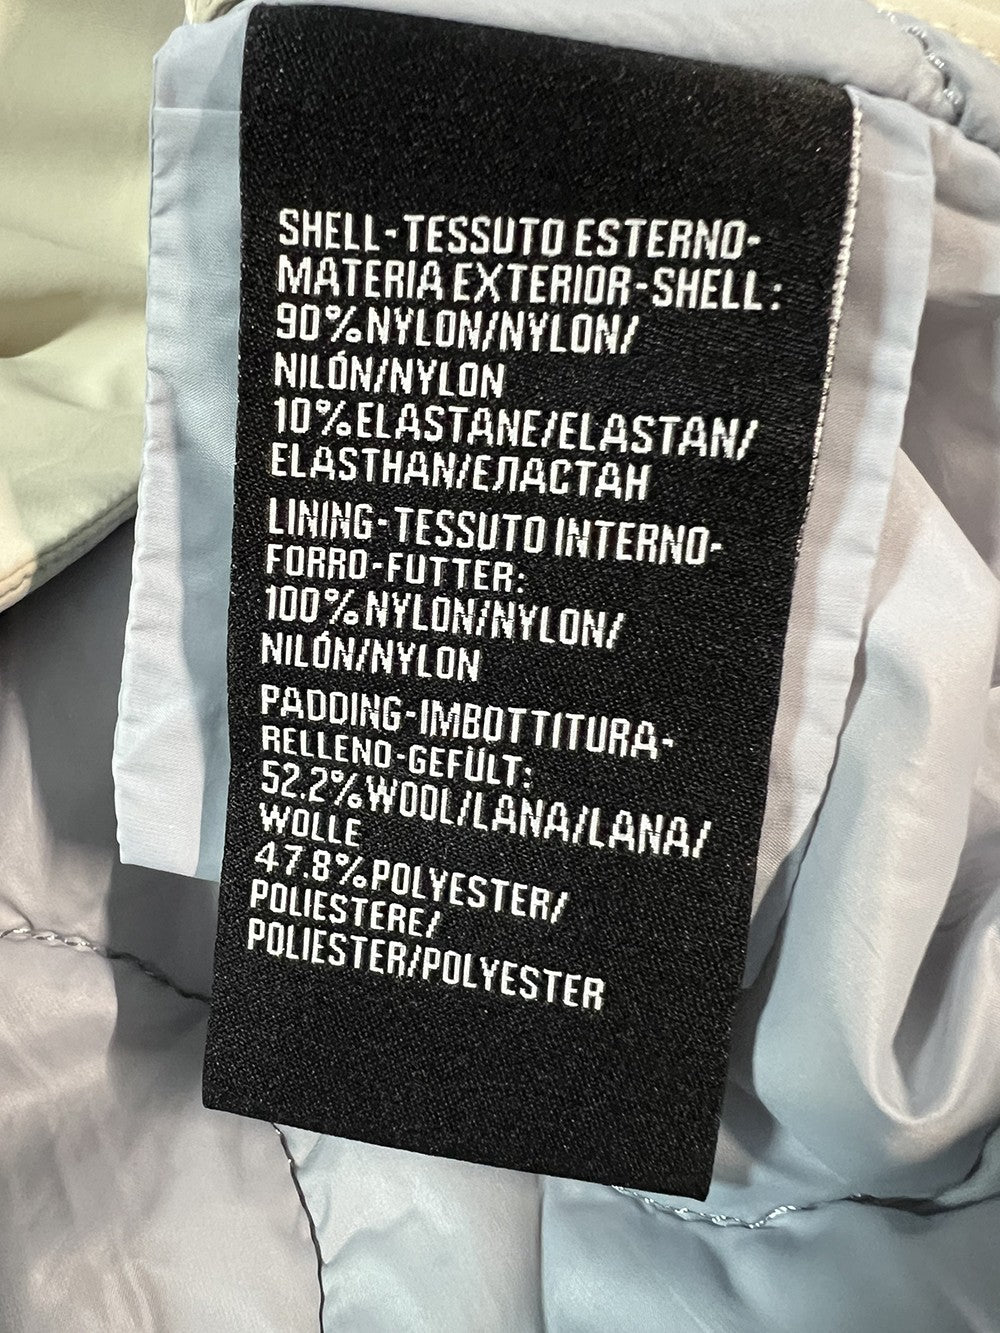 SHELL-TESSUTO ESTERNO-
MATERIA EXTERIOR-SHELL:
90%NYLON/NYLON/
NILÓN/NYLON
10%ELASTANE/ELASTAN/
ELASTHAN/ЕЛАСТАН
LINING-TESSUTO INTERNO-
FORRO-FUTTER:
100%NYLON/NYLON/
NILÓN/NYLON
PADDING-IMBOTTITURA-
RELLENO-GEFÜLT:
52.2%WOOL/LANA/LANA/
WOLLE
47.8%POLYESTER/
POLIESTERE/
POLIESTER/POLYESTER